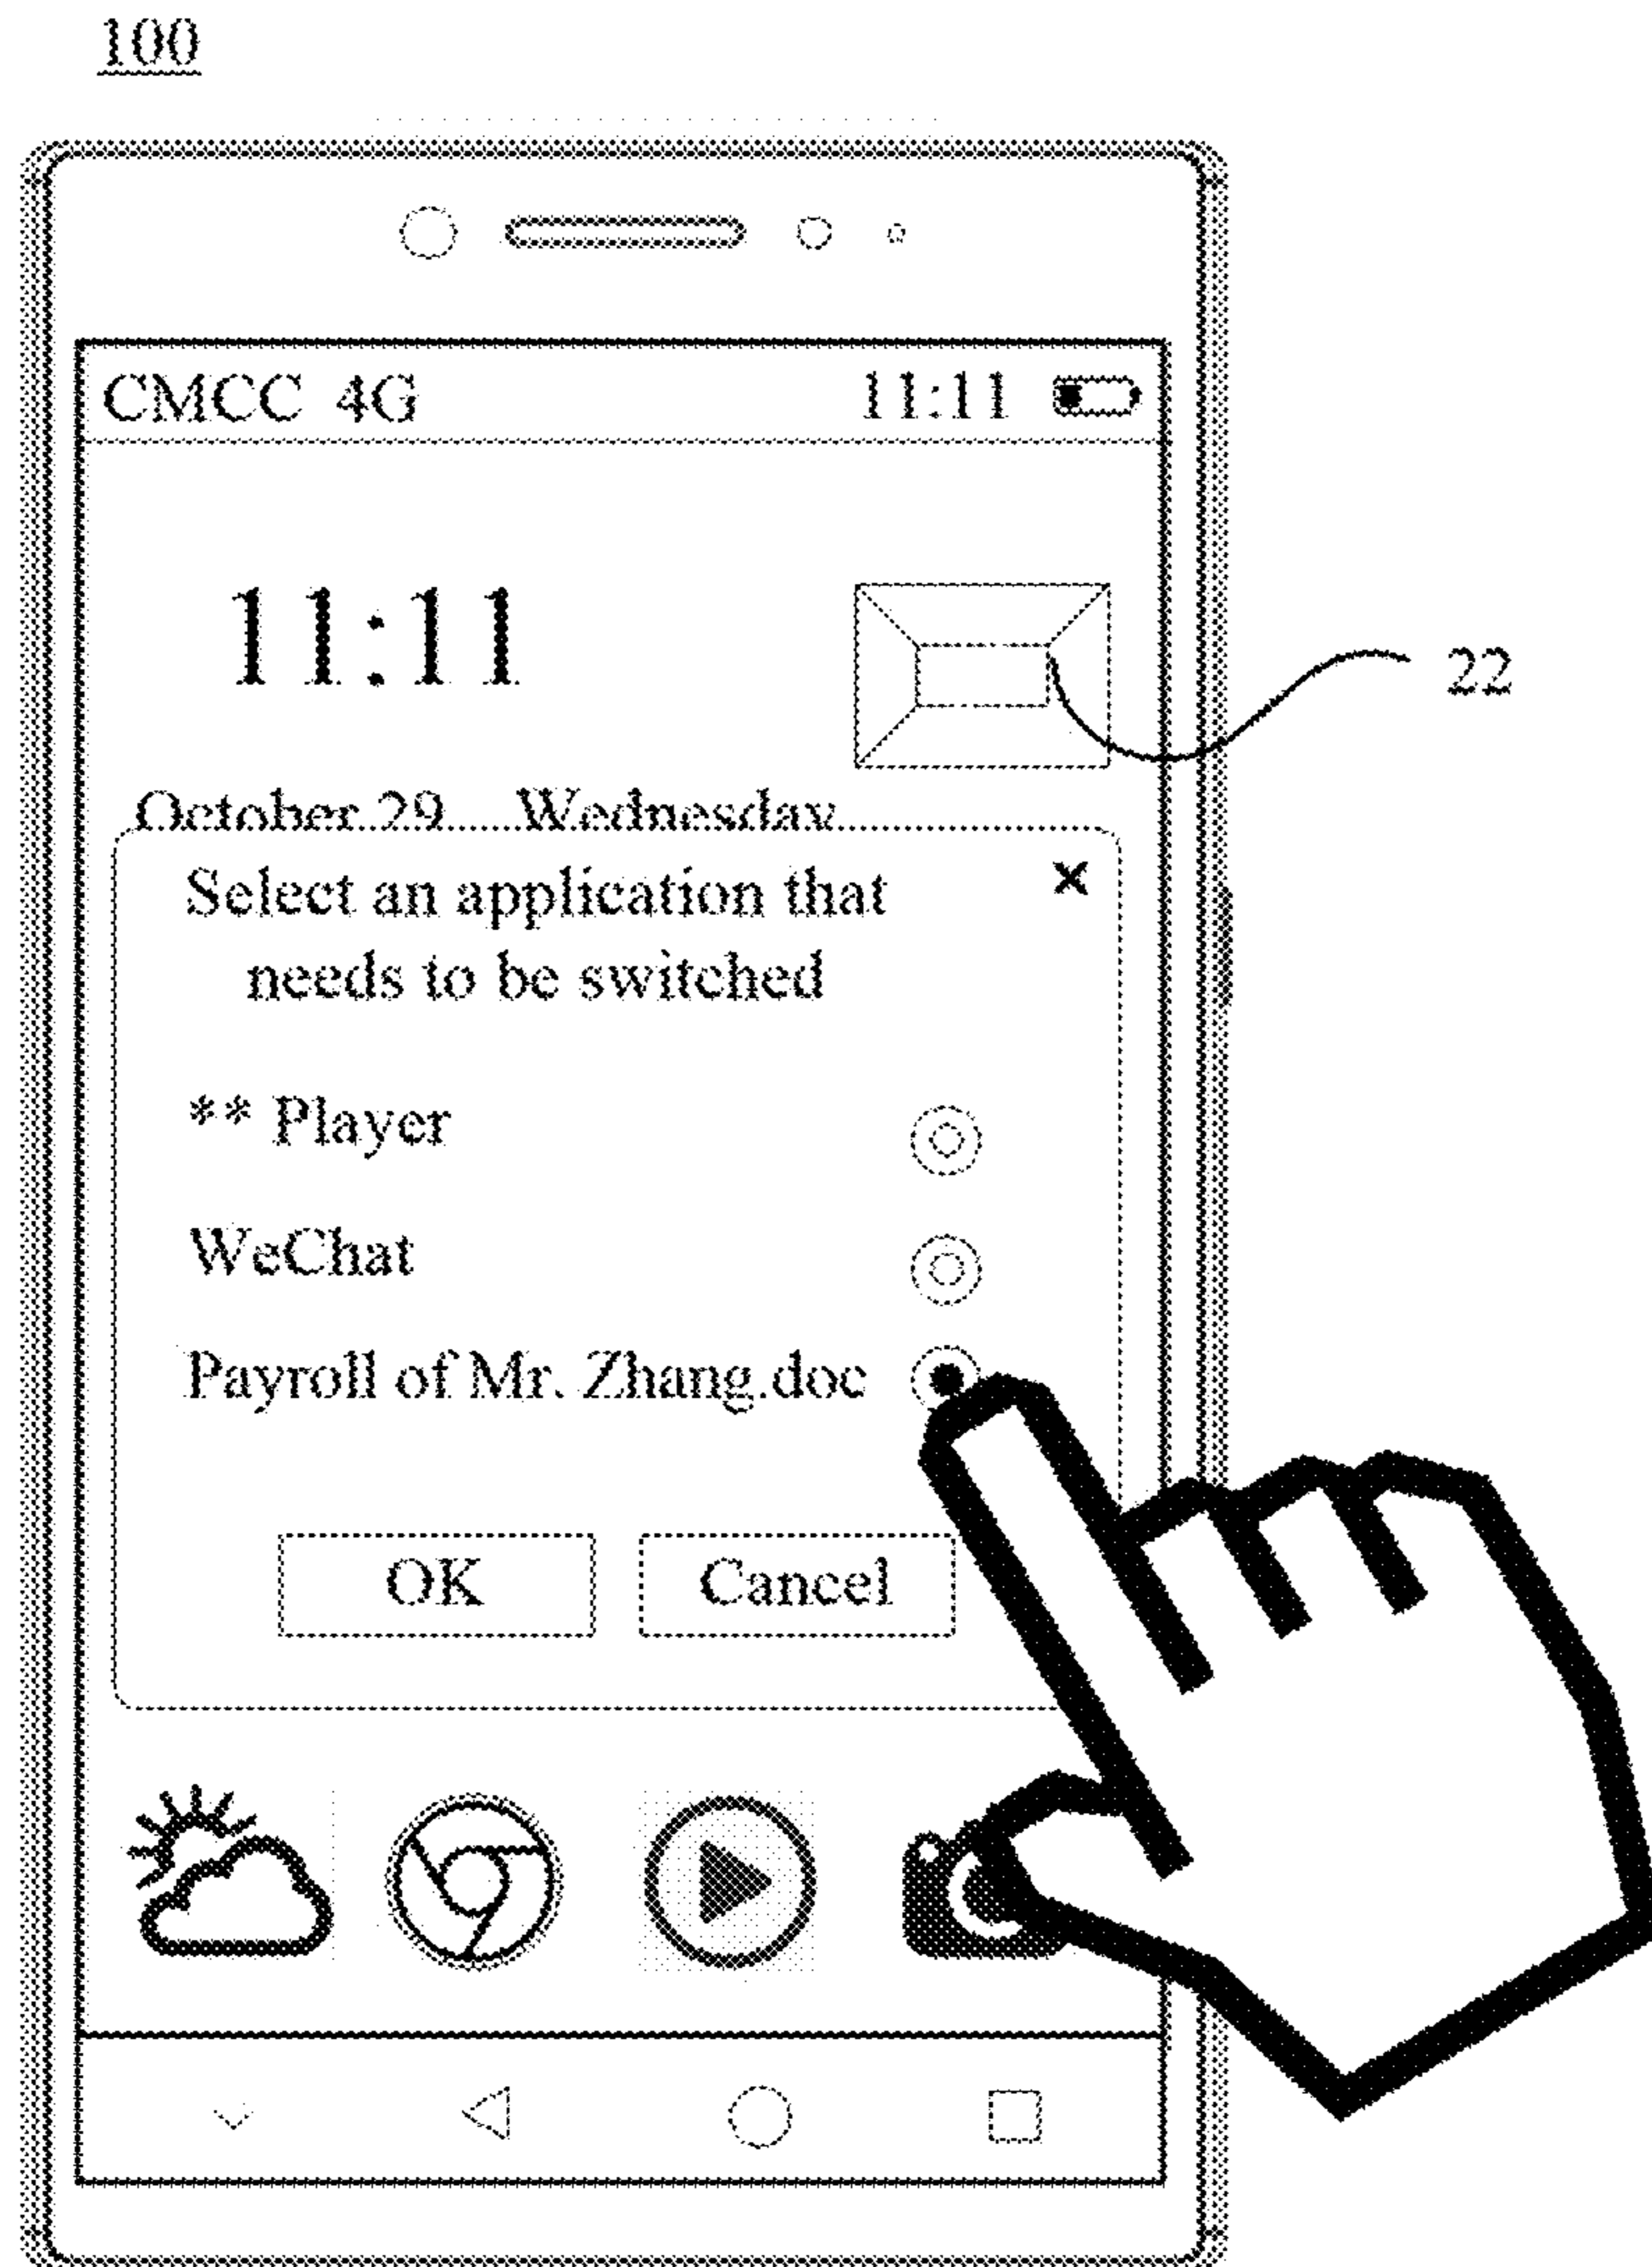 100
CMCC 4G 11:11
11:11
22
October 29 Wednesday
Select an application that
needs to be switched
** Player
WeChat
Payroll of Mr. Zhang.doc
OK Cancel